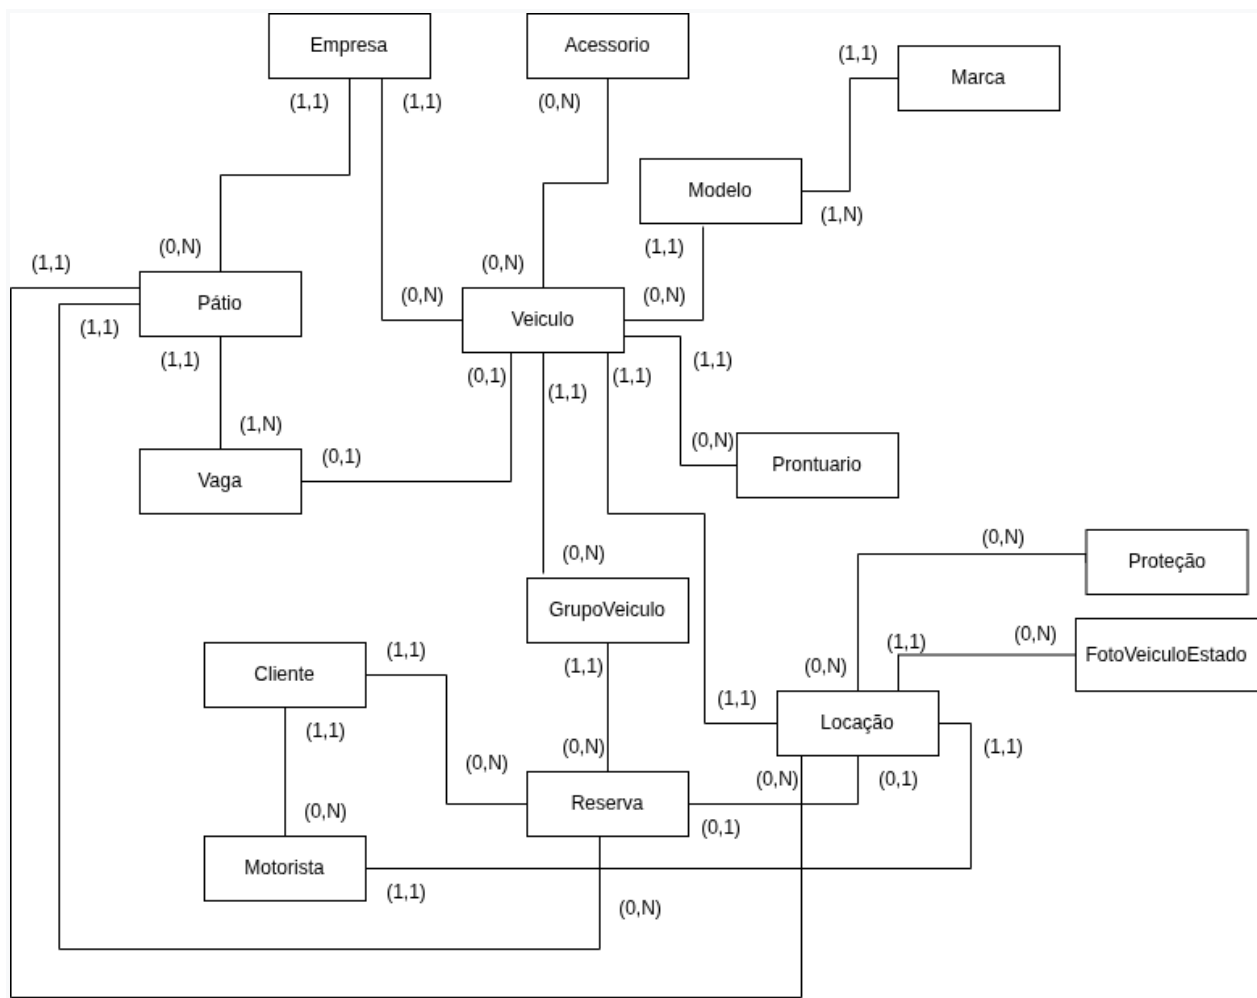 Empresa
Acessorio
Marca
(1,1)
(1,1)
(1,1)
(0,N)
Modelo
(1,N)
(1,1)
(0,N)
(1,1)
(0,N)
(0,N)
(0,N)
Pátio
Veiculo
(1,1)
(1,1)
(0,1)
(1,1)
(1,1)
(1,1)
(1,N)
(0,1)
(0,N)
Vaga
Prontuario
(0,N)
(0,N)
Proteção
GrupoVeiculo
(1,1)
(0,N)
FotoVeiculoEstado
(1,1)
Cliente
(1,1)
(0,N)
(1,1)
(1,1)
Locação
(0,N)
(0,N)
(1,1)
(0,N)
(0,1)
Reserva
(0,N)
(0,1)
Motorista
(1,1)
(0,N)